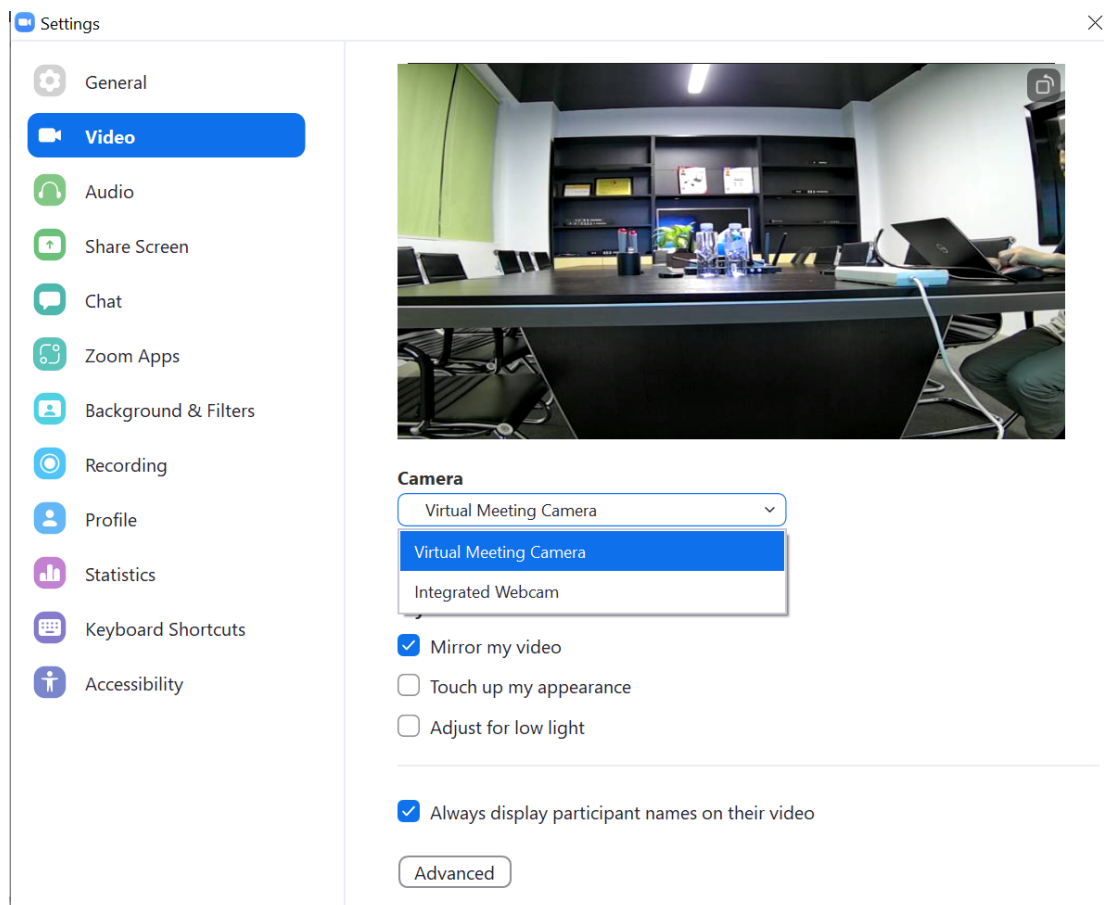 Settings
General
Video
Audio
Share Screen
Chat
Zoom Apps
Background & Filters
Recording
Profile
Statistics
Keyboard Shortcuts
Accessibility
Camera
Virtual Meeting Camera
Virtual Meeting Camera
Integrated Webcam
Mirror my video
Touch up my appearance
Adjust for low light
Always display participant names on their video
Advanced